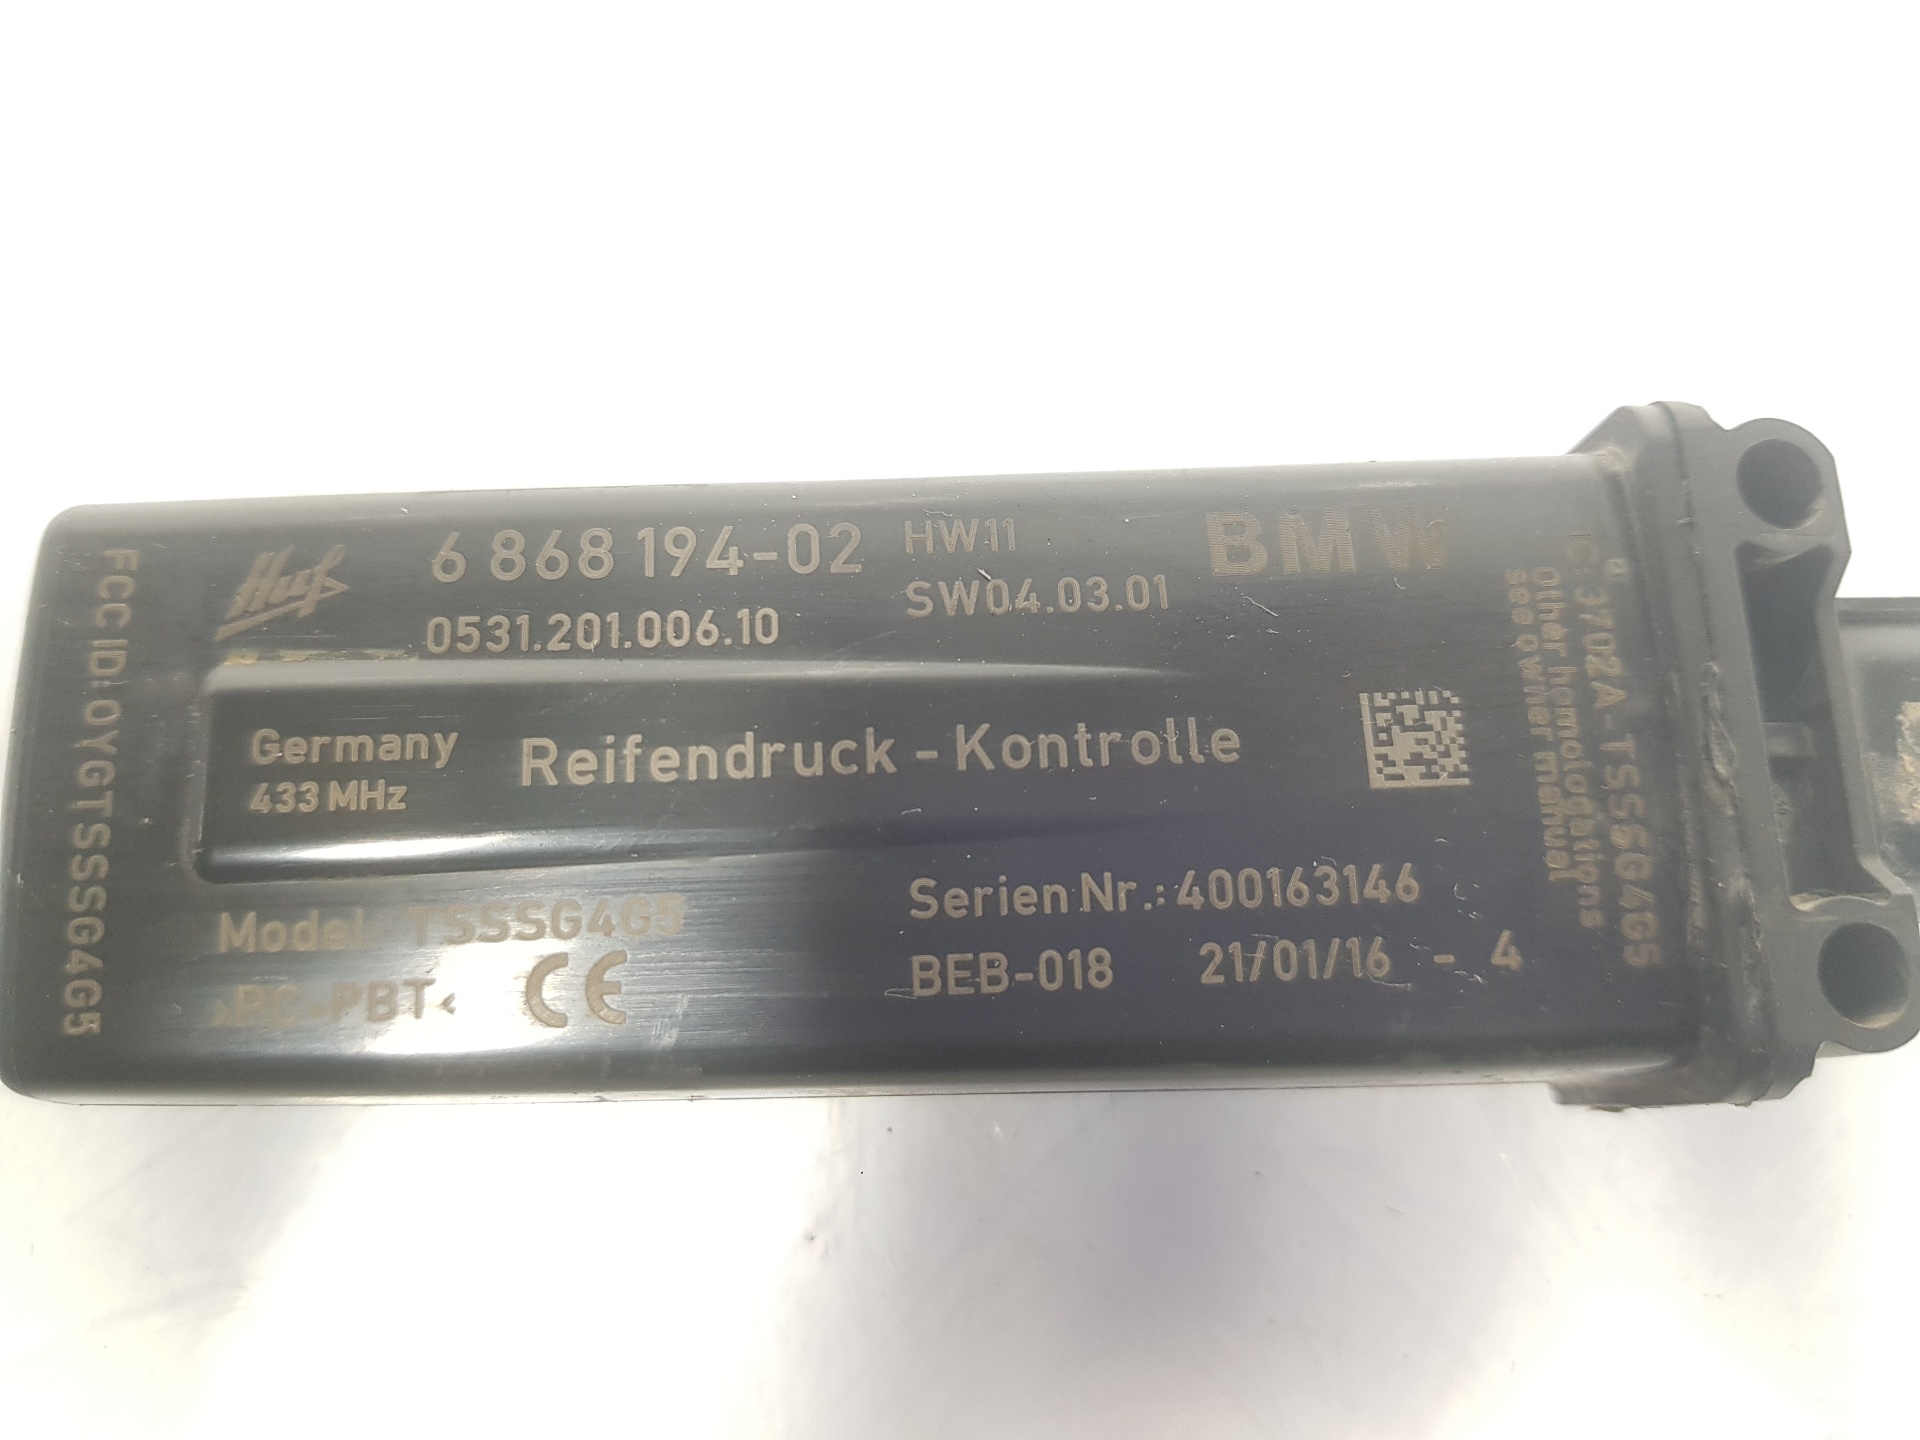 Huf
6 868 194-02
0531.201.006.10
HW11
SW04.03.01
BMW
Germany
433 MHz
Reifendruck - Kontrolle
Model: TSSSG4G5
>PC-PBT<
CE
Serien Nr.: 400163146
BEB-018 21/01/16 - 4
FCC ID: OYGTSSSG4G5
IC: 3702A-TSSSG4G5
Other homologations
see owner manual